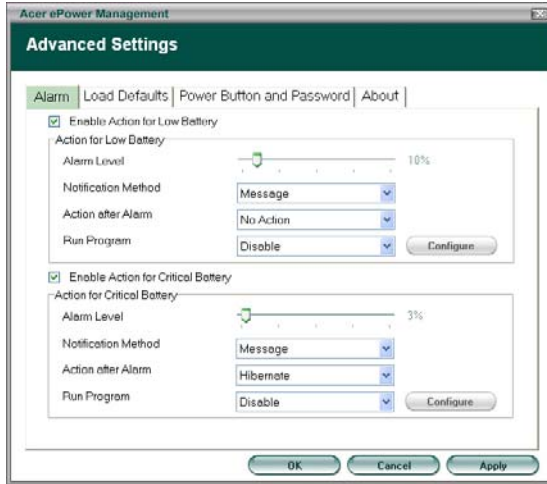 Acer ePower Management
Advanced Settings
Alarm Load Defaults Power Button and Password About
Enable Action for Low Battery
Action for Low Battery
Alarm Level 10%
Notification Method Message
Action after Alarm No Action
Run Program Disable Configure
Enable Action for Critical Battery
Action for Critical Battery
Alarm Level 3%
Notification Method Message
Action after Alarm Hibernate
Run Program Disable Configure
OK Cancel Apply